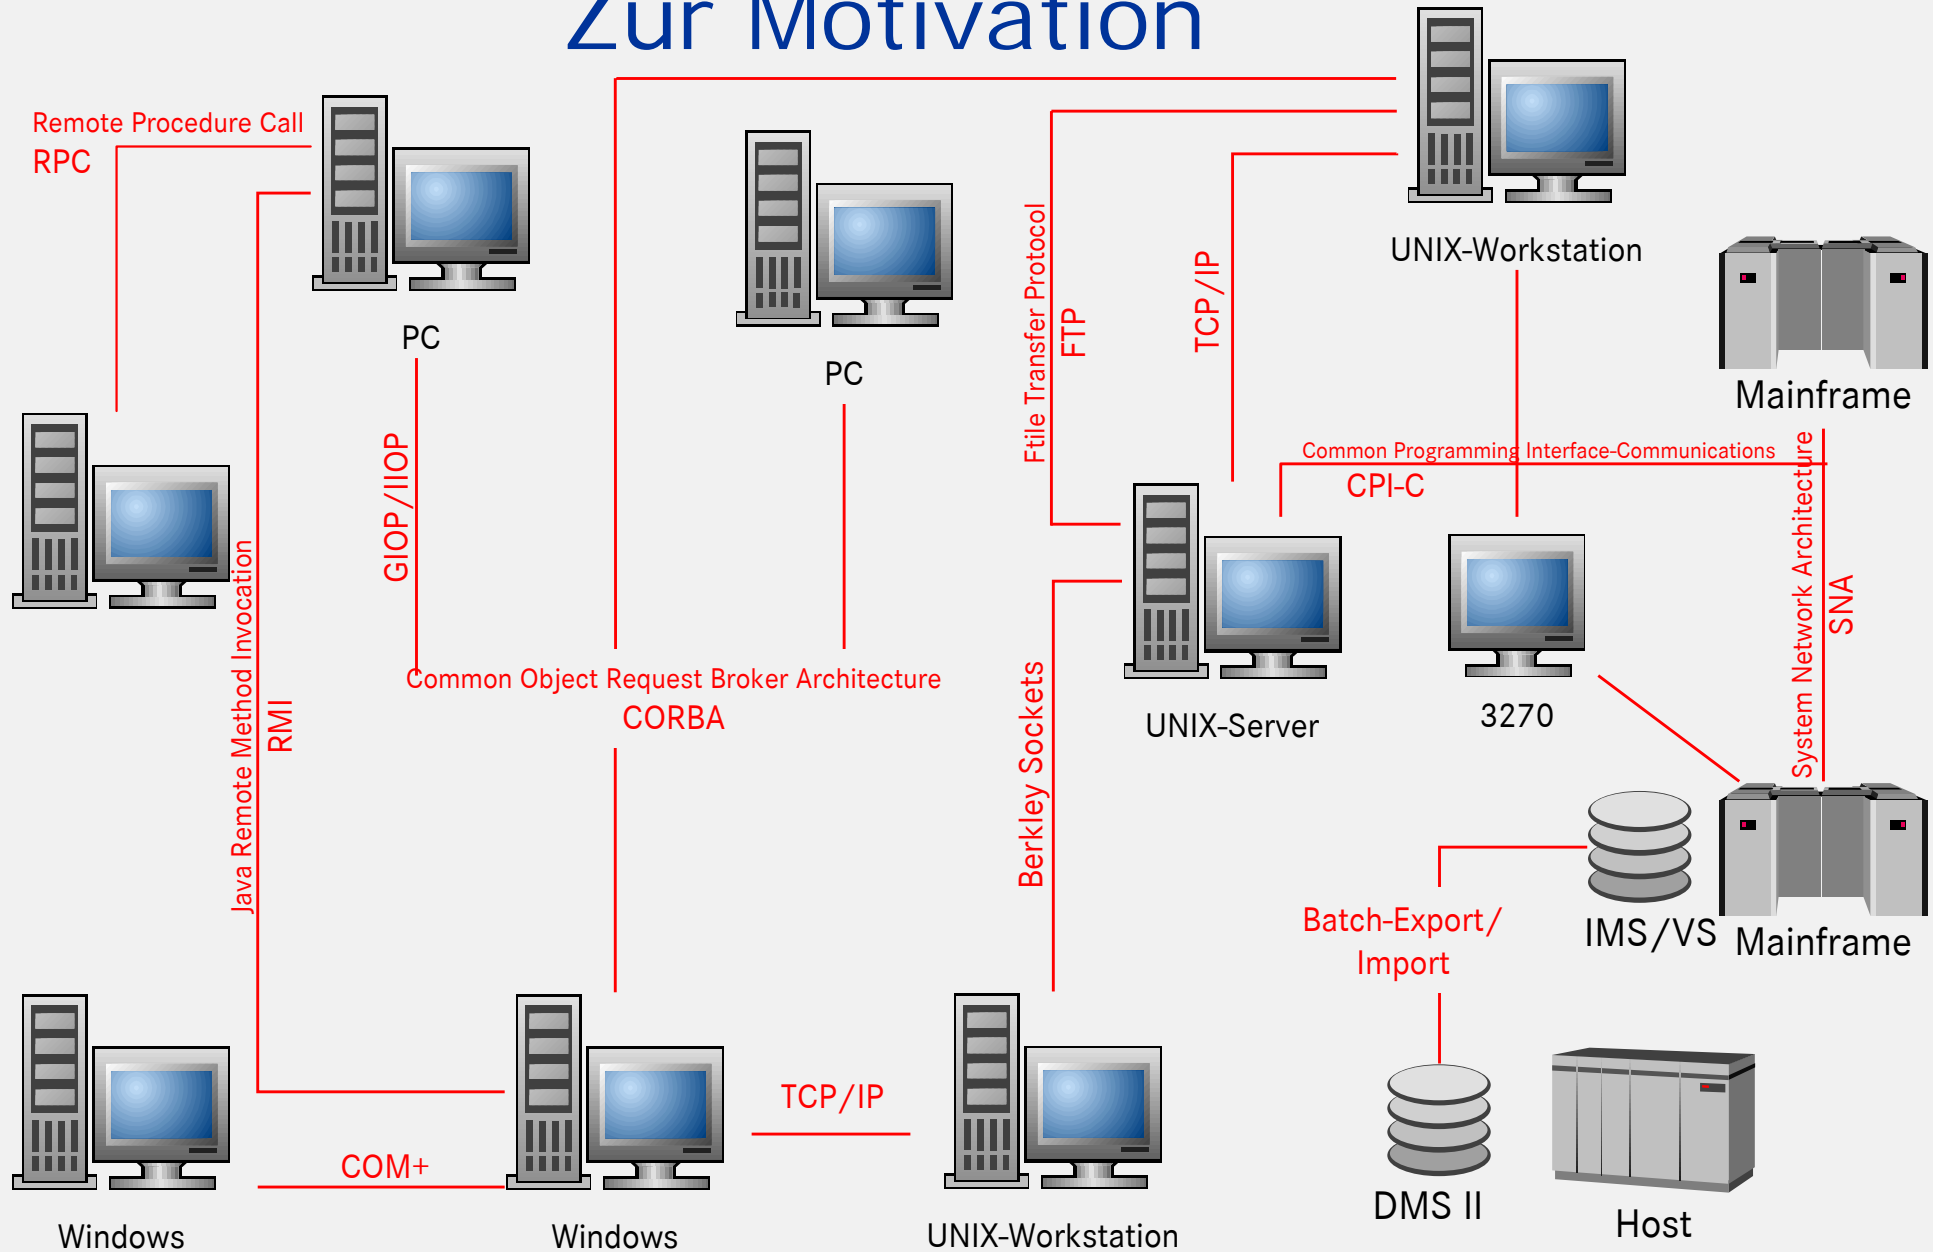 Zur Motivation
Remote Procedure Call
RPC
PC
PC
UNIX-Workstation
Mainframe
Ftile Transfer Protocol
FTP
TCP/IP
Common Programming Interface-Communications
CPI-C
GIOP/IIOP
System Network Architecture
SNA
Java Remote Method Invocation
RMI
Common Object Request Broker Architecture
CORBA
Berkley Sockets
UNIX-Server
3270
Batch-Export/
Import
IMS/VS
Mainframe
TCP/IP
COM+
DMS II
Host
Windows
Windows
UNIX-Workstation